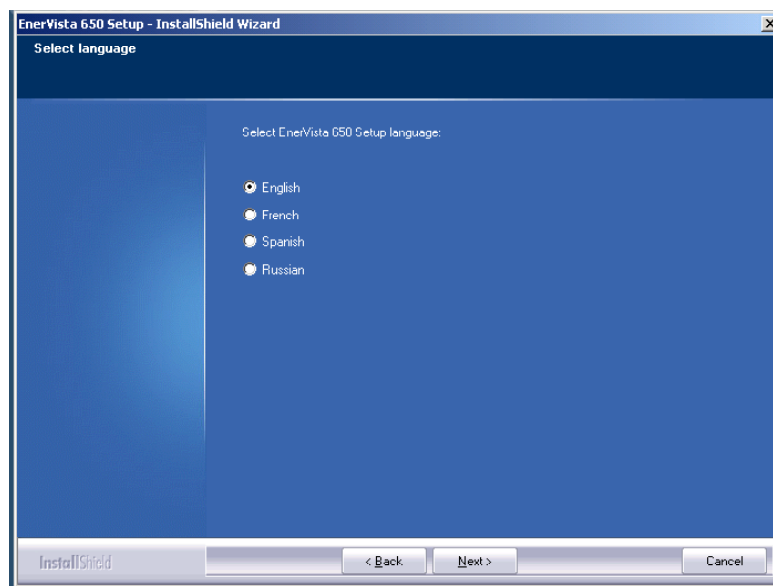 EnerVista 650 Setup - InstallShield Wizard
Select language
Select EnerVista 650 Setup language:
English
French
Spanish
Russian
InstallShield
< Back
Next >
Cancel